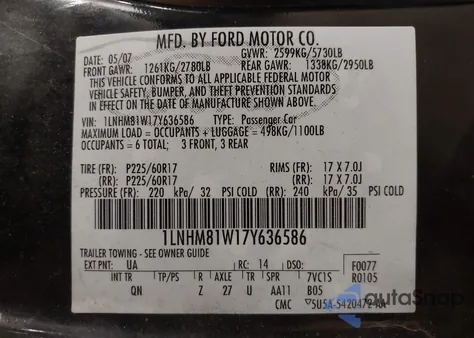 MFD. BY FORD MOTOR CO.
DATE: 05/07 GVWR: 2599KG/5730LB
FRONT GAWR: 1261KG/2780LB REAR GAWR: 1338KG/2950LB
THIS VEHICLE CONFORMS TO ALL APPLICABLE FEDERAL MOTOR
VEHICLE SAFETY, BUMPER, AND THEFT PREVENTION STANDARDS
IN EFFECT ON THE DATE OF MANUFACTURE SHOWN ABOVE.
VIN: 1LNHM81W17Y636586 TYPE: Passenger Car
MAXIMUM LOAD = OCCUPANTS + LUGGAGE = 498KG/1100LB
OCCUPANTS = 6 TOTAL; 3 FRONT, 3 REAR
TIRE (FR): P225/60R17 RIMS (FR): 17 X 7.0J
(RR): P225/60R17 (RR): 17 X 7.0J
PRESSURE (FR): 220 kPa/ 32 PSI COLD (RR): 240 kPa/ 35 PSI COLD
1LNHM81W17Y636586
TRAILER TOWING - SEE OWNER GUIDE
EXT PNT: UA RC: 14 DSO: F0077
R0105
INT TR TP/PS R AXLE TR SPR 7VC1S
QN Z 27 U AA11 B05
CMC
autaSnap